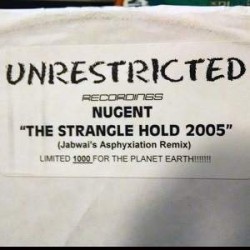 UNRESTRICTED
RECORDINGS
NUGENT
"THE STRANGLE HOLD 2005"
(Jabwai's Asphyxiation Remix)
LIMITED 1000 FOR THE PLANET EARTH!!!!!!!